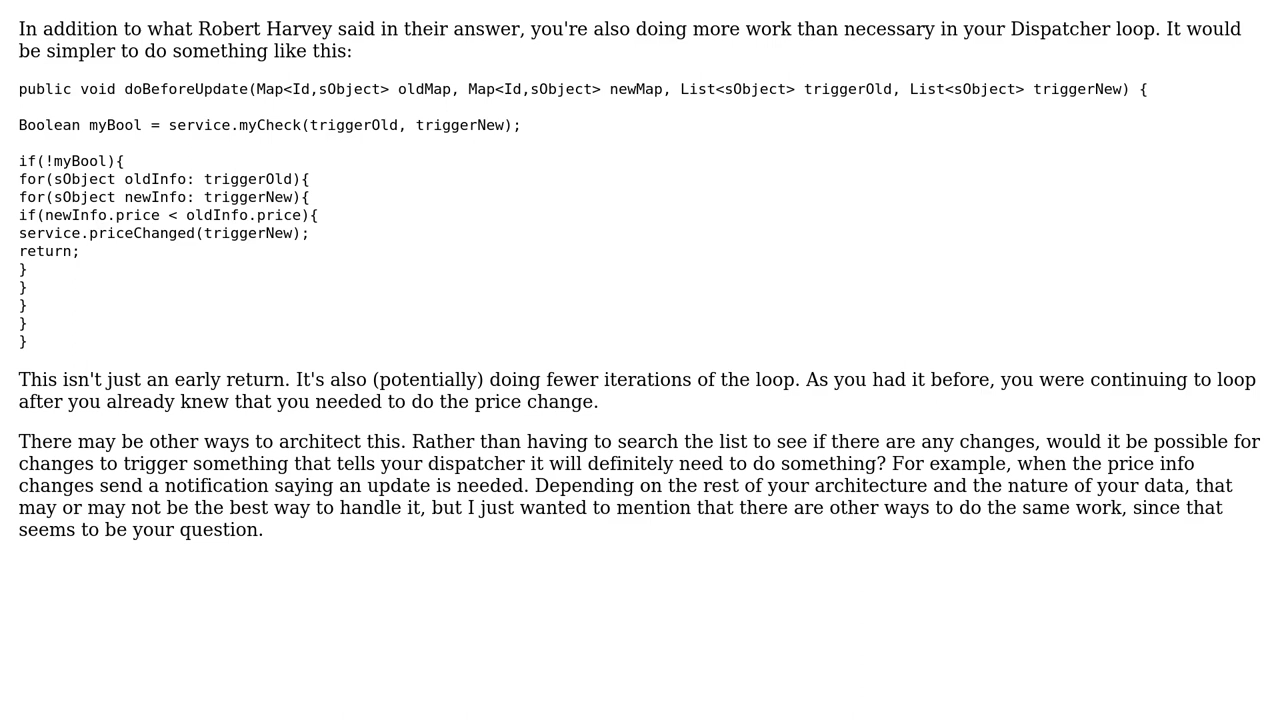 In addition to what Robert Harvey said in their answer, you're also doing more work than necessary in your Dispatcher loop. It would
be simpler to do something like this:
public void doBeforeUpdate(Map<Id,sObject> oldMap, Map<Id,sObject> newMap, List<sObject> triggerOld, List<sObject> triggerNew) {
Boolean myBool = service.myCheck(triggerOld, triggerNew);
if(!myBool){
for(sObject oldInfo: triggerOld){
for(sObject newInfo: triggerNew){
if(newInfo.price < oldInfo.price){
service.priceChanged(triggerNew);
return;
}
}
}
}
}
This isn't just an early return. It's also (potentially) doing fewer iterations of the loop. As you had it before, you were continuing to loop
after you already knew that you needed to do the price change.
There may be other ways to architect this. Rather than having to search the list to see if there are any changes, would it be possible for
changes to trigger something that tells your dispatcher it will definitely need to do something? For example, when the price info
changes send a notification saying an update is needed. Depending on the rest of your architecture and the nature of your data, that
may or may not be the best way to handle it, but I just wanted to mention that there are other ways to do the same work, since that
seems to be your question.